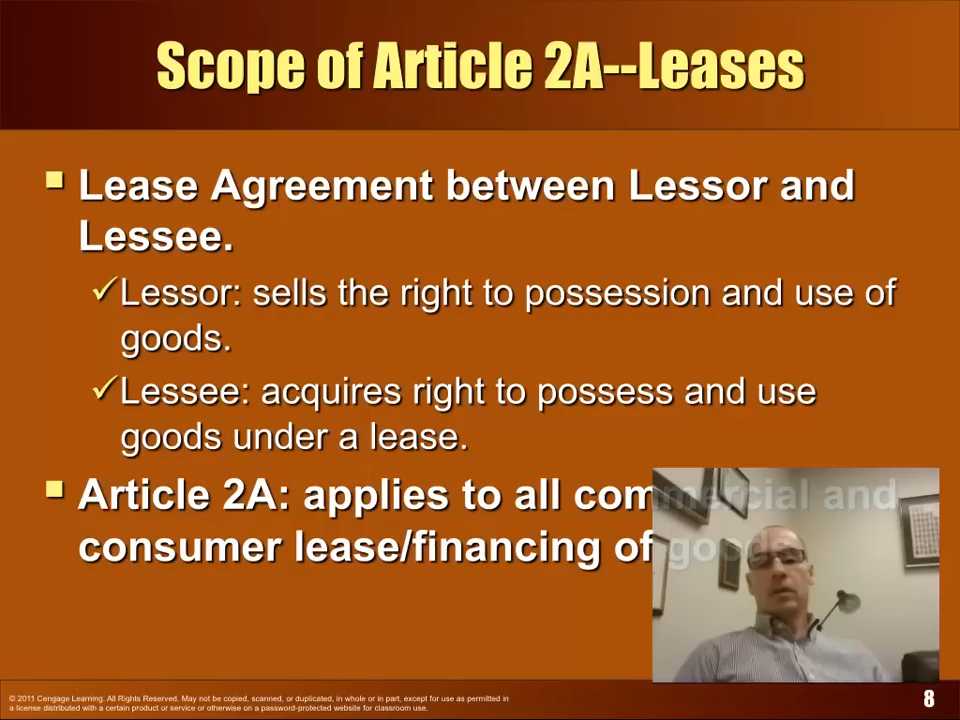 Scope of Article 2A--Leases
Lease Agreement between Lessor and
Lessee.
Lessor: sells the right to possession and use of
goods.
Lessee: acquires right to possess and use
goods under a lease.
Article 2A: applies to all commercial and
consumer lease/financing of goods.
© 2011 Cengage Learning. All Rights Reserved. May not be copied, scanned, or duplicated, in whole or in part, except for use as permitted in
a license distributed with a certain product or service or otherwise on a password-protected website for classroom use.
8